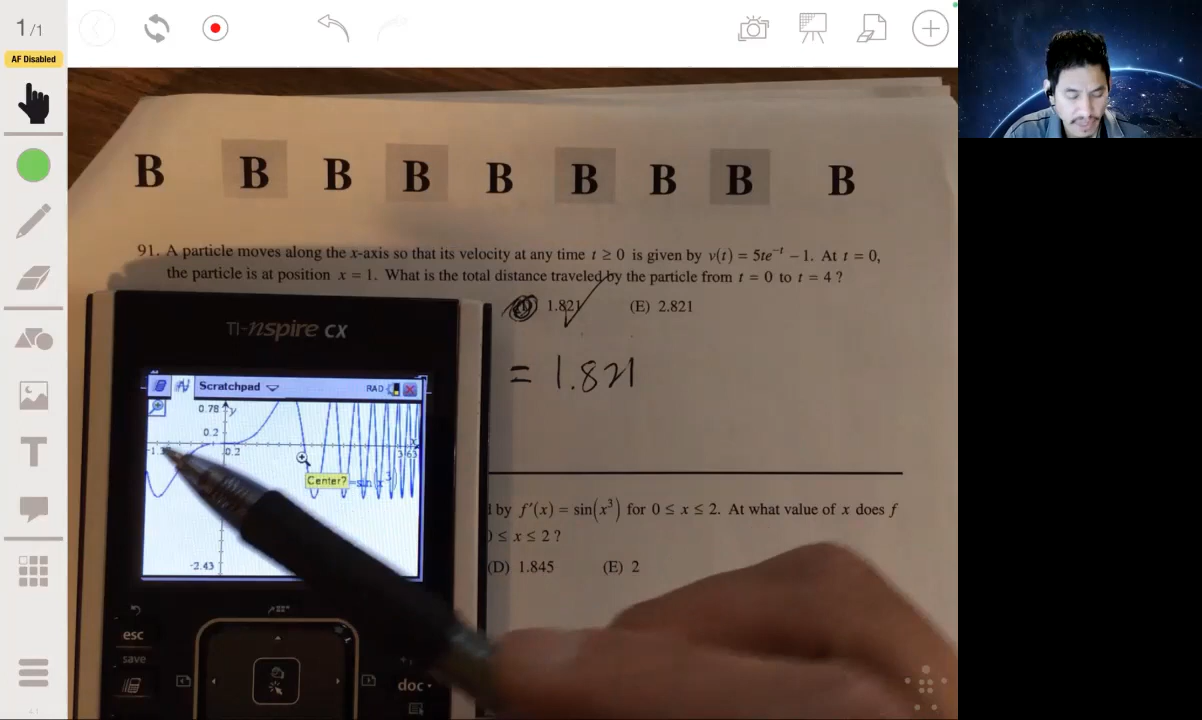 1/1
AF Disabled
B B B B B B B B B
91. A particle moves along the x-axis so that its velocity at any time t ≥ 0 is given by v(t) = 5te⁻ᵗ − 1. At t = 0,
the particle is at position x = 1. What is the total distance traveled by the particle from t = 0 to t = 4 ?
1.821 (E) 2.821
= 1.821
TI-nspire CX
Scratchpad RAD
0.78 y
0.2
0.2 3.63
Center? =sin(x³)
-2.43
by f′(x) = sin(x³) for 0 ≤ x ≤ 2. At what value of x does f
≤ x ≤ 2 ?
(D) 1.845 (E) 2
esc
save
doc
T